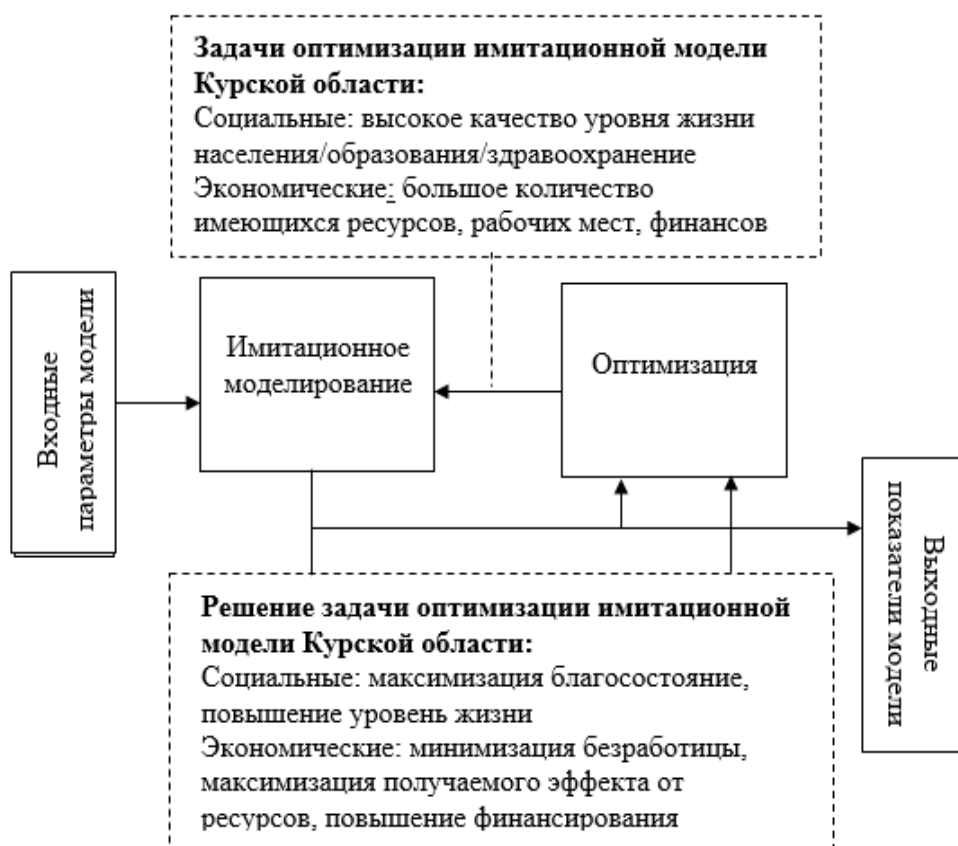 Задачи оптимизации имитационной модели
Курской области:
Социальные: высокое качество уровня жизни
населения/образования/здравоохранение
Экономические: большое количество
имеющихся ресурсов, рабочих мест, финансов
Входные
параметры модели
Имитационное
моделирование
Оптимизация
Выходные
показатели модели
Решение задачи оптимизации имитационной
модели Курской области:
Социальные: максимизация благосостояние,
повышение уровень жизни
Экономические: минимизация безработицы,
максимизация получаемого эффекта от
ресурсов, повышение финансирования